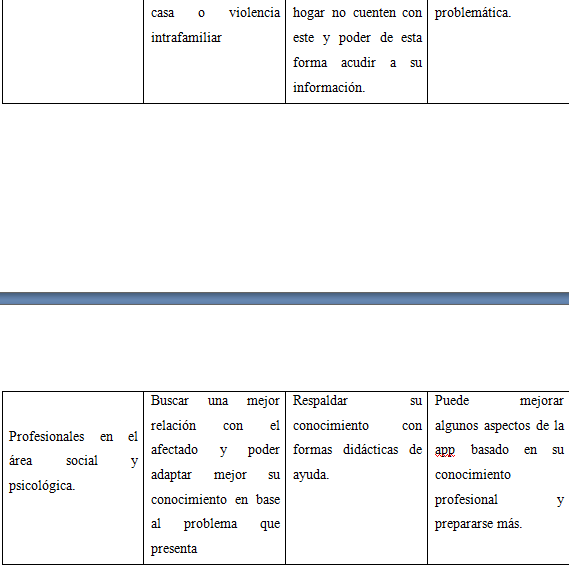 casa o violencia
intrafamiliar
hogar no cuenten con
este y poder de esta
forma acudir a su
información.
problemática.
Profesionales en el
área social y
psicológica.
Buscar una mejor
relación con el
afectado y poder
adaptar mejor su
conocimiento en base
al problema que
presenta
Respaldar su
conocimiento con
formas didácticas de
ayuda.
Puede mejorar
algunos aspectos de la
app basado en su
conocimiento
profesional y
prepararse más.